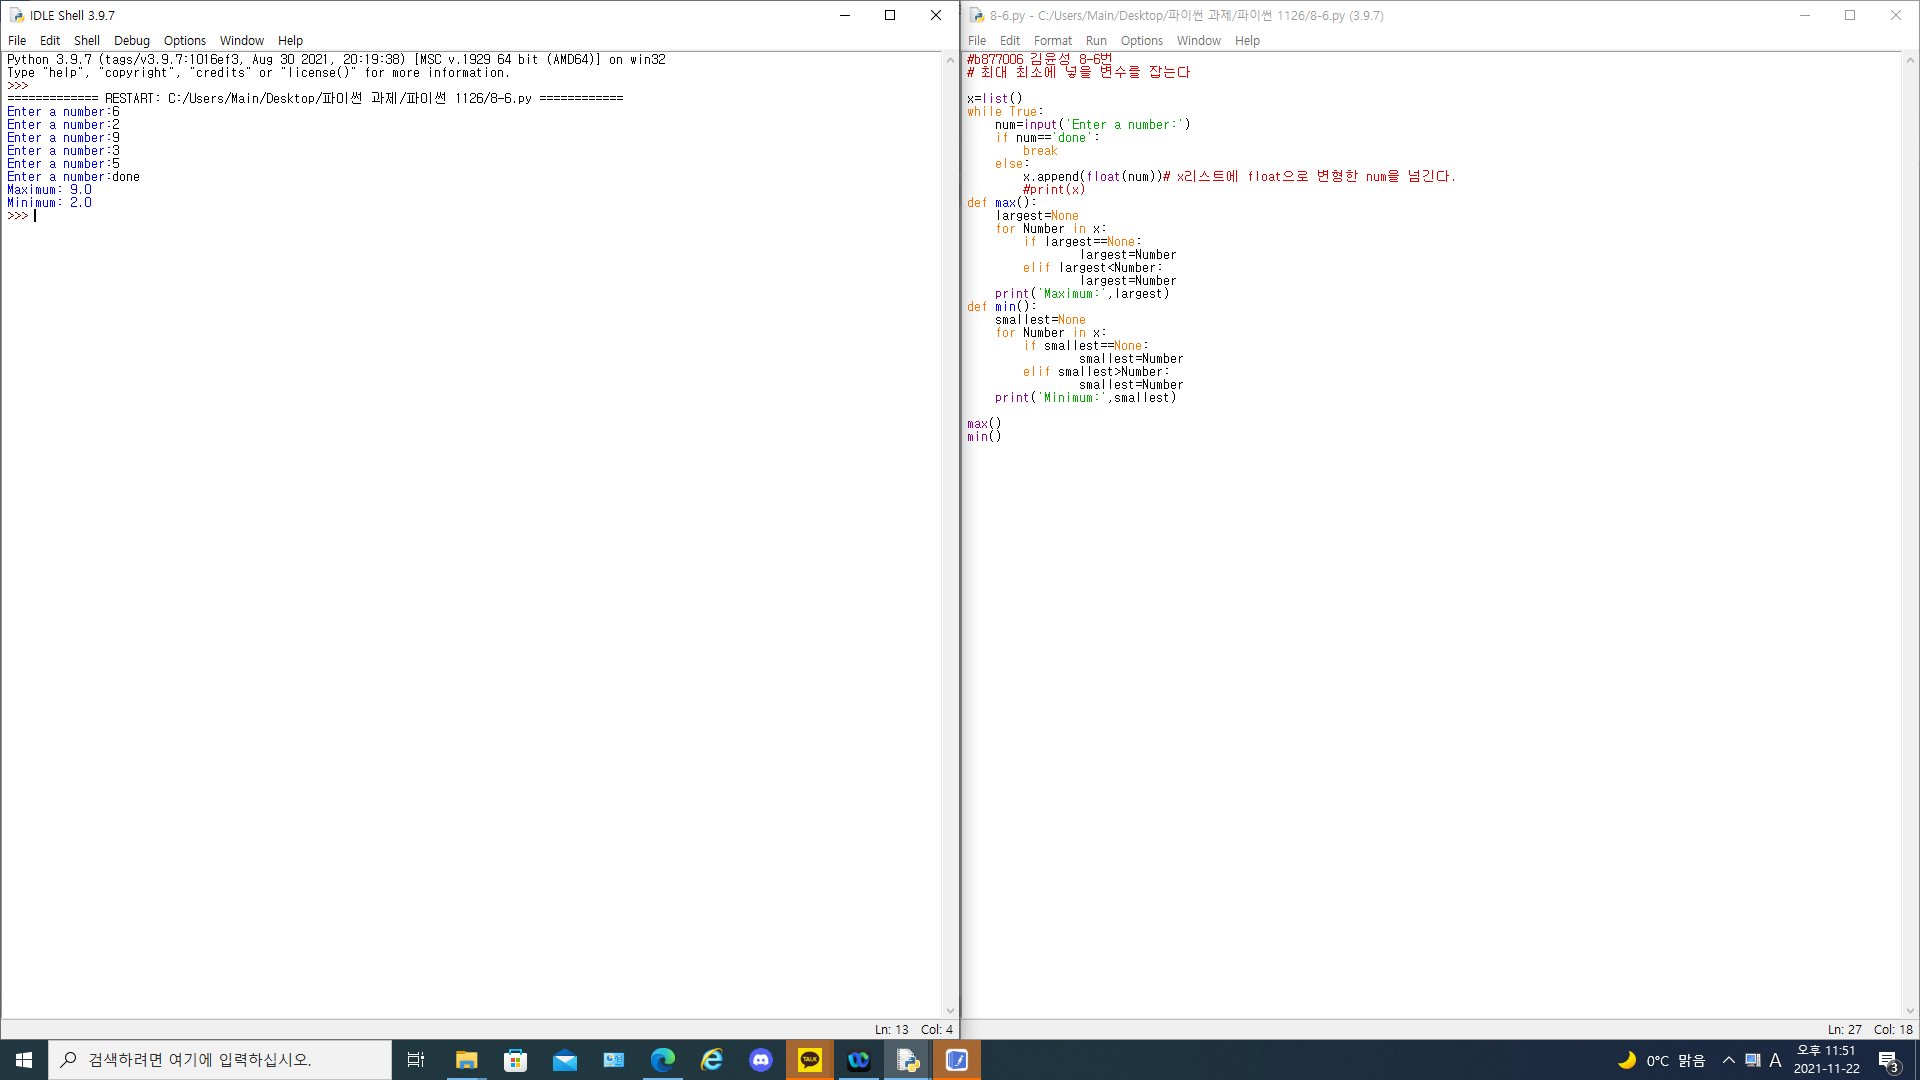 IDLE Shell 3.9.7
File Edit Shell Debug Options Window Help
Python 3.9.7 (tags/v3.9.7:1016ef3, Aug 30 2021, 20:19:38) [MSC v.1929 64 bit (AMD64)] on win32
Type "help", "copyright", "credits" or "license()" for more information.
>>>
============= RESTART: C:/Users/Main/Desktop/파이썬 과제/파이썬 1126/8-6.py ============
Enter a number:6
Enter a number:2
Enter a number:9
Enter a number:3
Enter a number:5
Enter a number:done
Maximum: 9.0
Minimum: 2.0
>>>
Ln: 13 Col: 4
8-6.py - C:/Users/Main/Desktop/파이썬 과제/파이썬 1126/8-6.py (3.9.7)
File Edit Format Run Options Window Help
#b877006 김윤성 8-6번
# 최대 최소에 넣을 변수를 잡는다
x=list()
while True:
    num=input('Enter a number:')
    if num=='done':
        break
    else:
        x.append(float(num))# x리스트에 float으로 변형한 num을 넘긴다.
        #print(x)
def max():
    largest=None
    for Number in x:
        if largest==None:
                largest=Number
        elif largest<Number:
                largest=Number
    print('Maximum:',largest)
def min():
    smallest=None
    for Number in x:
        if smallest==None:
                smallest=Number
        elif smallest>Number:
                smallest=Number
    print('Minimum:',smallest)
max()
min()
Ln: 27 Col: 18
검색하려면 여기에 입력하십시오.
TALK
0°C 맑음
A
오후 11:51
2021-11-22
3